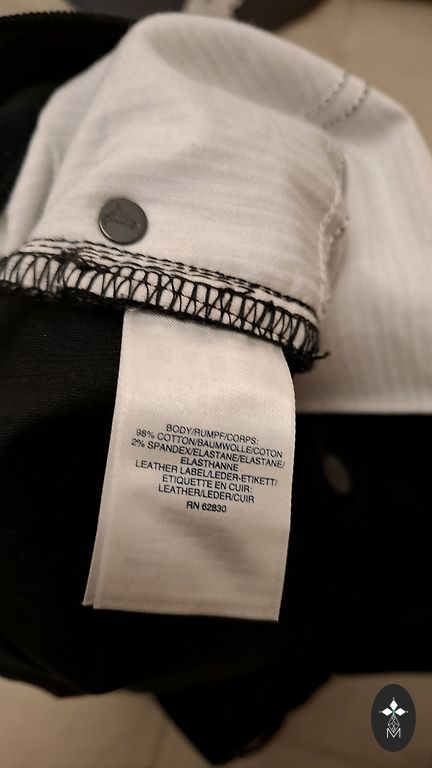 BODY/RUMPF/CORPS:
98% COTTON/BAUMWOLLE/COTON
2% SPANDEX/ELASTANE/ELASTANE/
ELASTHANNE
LEATHER LABEL/LEDER-ETIKETT/
ETIQUETTE EN CUIR:
LEATHER/LEDER/CUIR
RN 62830
M